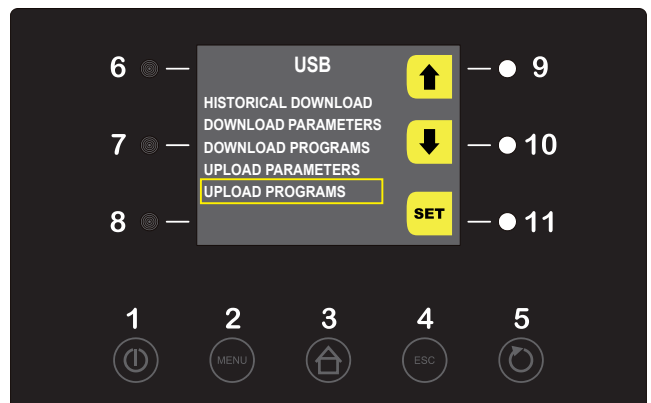 6 USB 9
HISTORICAL DOWNLOAD
DOWNLOAD PARAMETERS
7 DOWNLOAD PROGRAMS 10
UPLOAD PARAMETERS
UPLOAD PROGRAMS
8 SET 11
1 2 3 4 5
MENU ESC